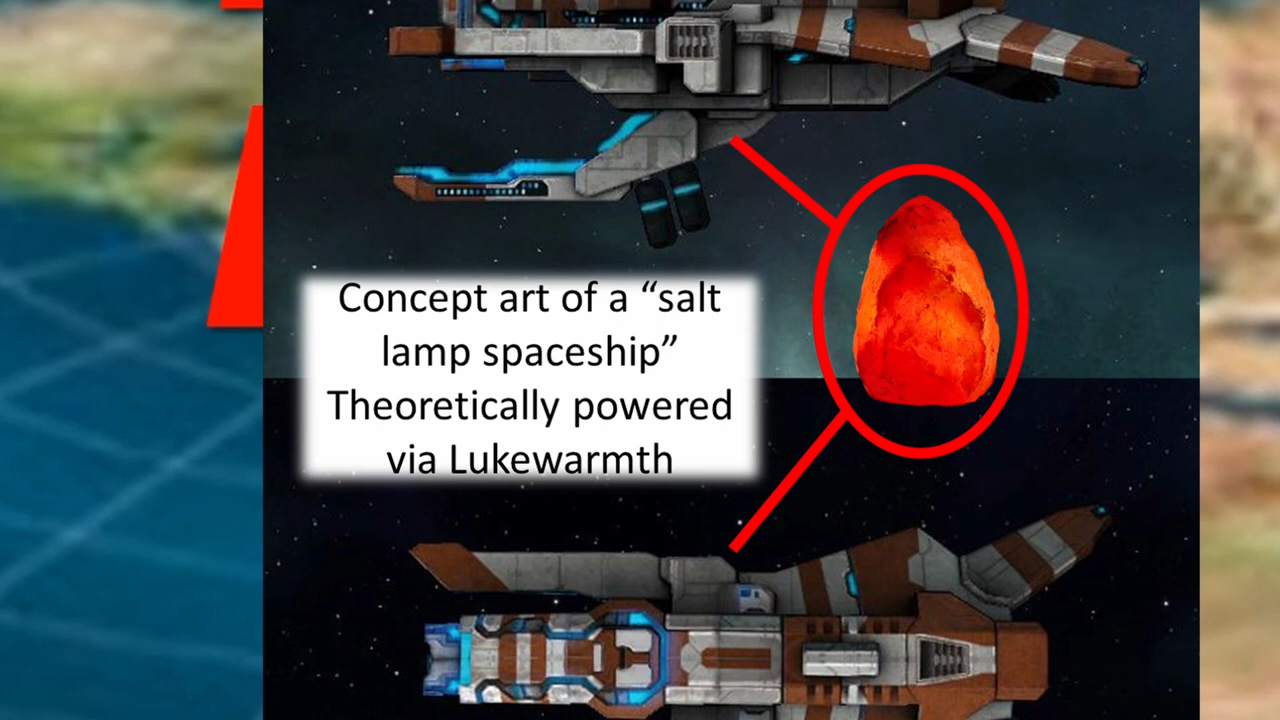 Concept art of a “salt
lamp spaceship”
Theoretically powered
via Lukewarmth